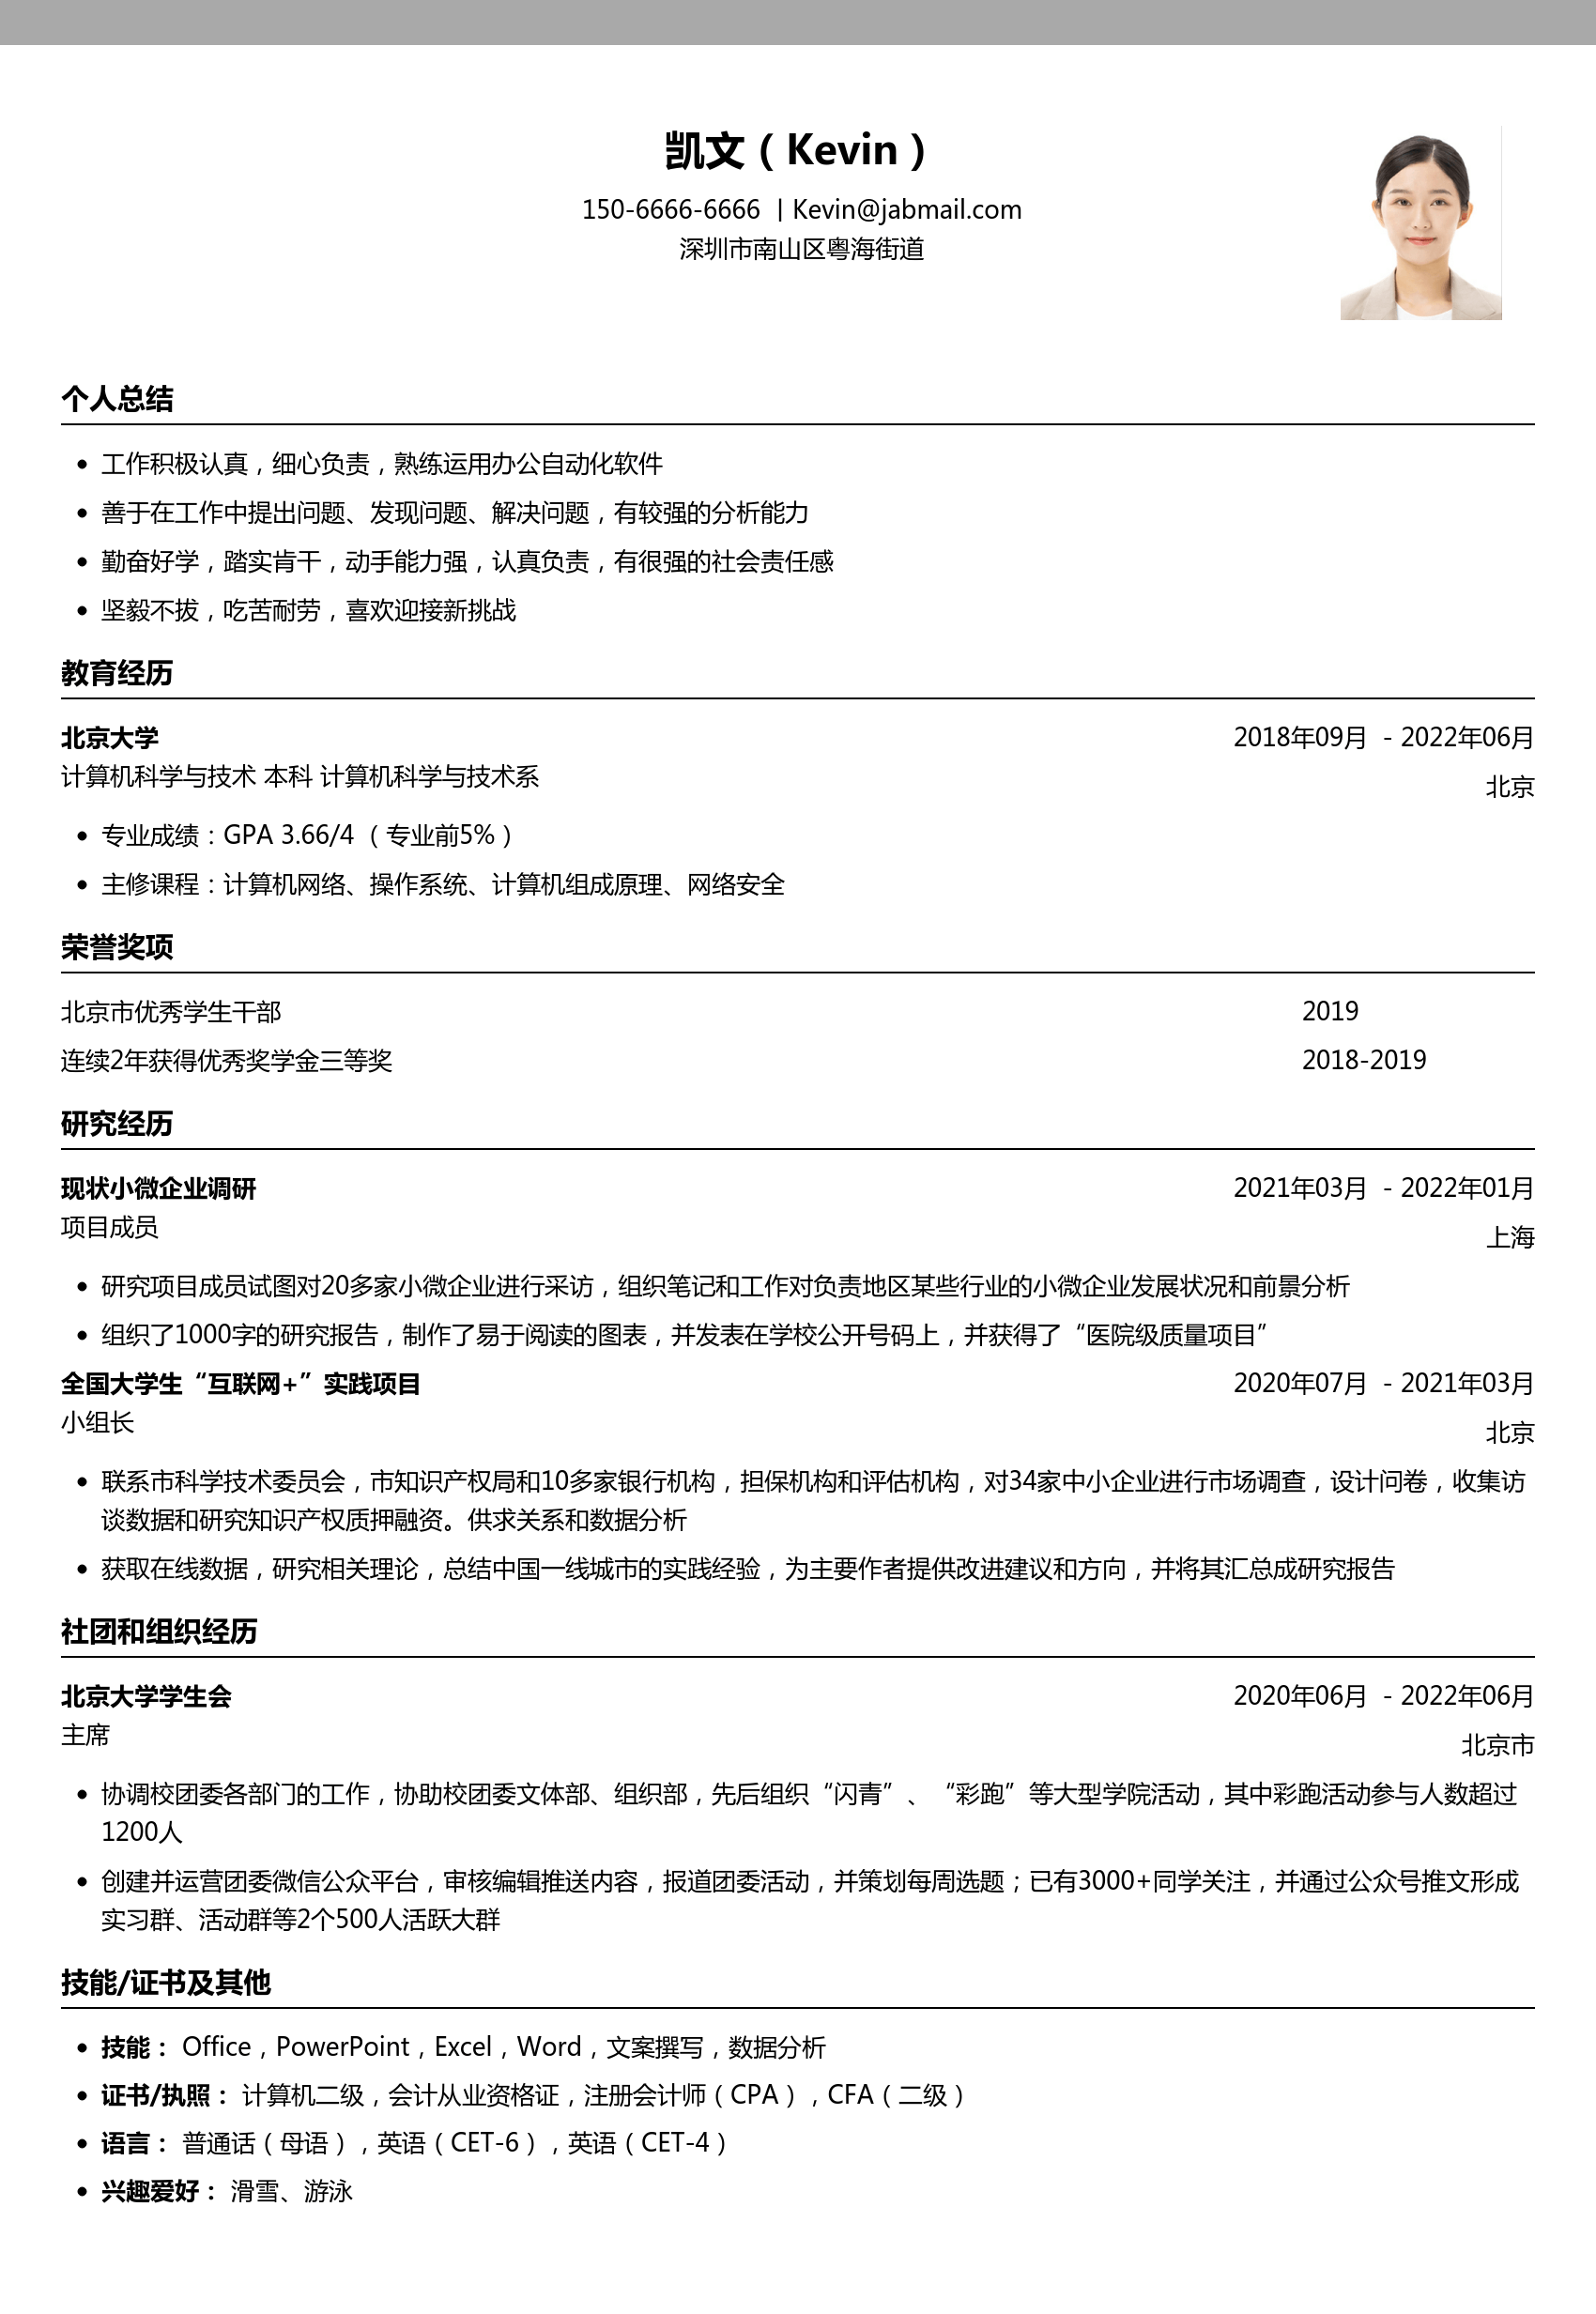 凯文（Kevin）
150-6666-6666 | Kevin@jabmail.com
深圳市南山区粤海街道
个人总结
• 工作积极认真，细心负责，熟练运用办公自动化软件
• 善于在工作中提出问题、发现问题、解决问题，有较强的分析能力
• 勤奋好学，踏实肯干，动手能力强，认真负责，有很强的社会责任感
• 坚毅不拔，吃苦耐劳，喜欢迎接新挑战
教育经历
北京大学 2018年09月 - 2022年06月
计算机科学与技术 本科 计算机科学与技术系
北京
• 专业成绩：GPA 3.66/4 （专业前5%）
• 主修课程：计算机网络、操作系统、计算机组成原理、网络安全
荣誉奖项
北京市优秀学生干部 2019
连续2年获得优秀奖学金三等奖 2018-2019
研究经历
现状小微企业调研 2021年03月 - 2022年01月
项目成员
上海
• 研究项目成员试图对20多家小微企业进行采访，组织笔记和工作对负责地区某些行业的小微企业发展状况和前景分析
• 组织了1000字的研究报告，制作了易于阅读的图表，并发表在学校公开号码上，并获得了“医院级质量项目”
全国大学生“互联网+”实践项目 2020年07月 - 2021年03月
小组长
北京
• 联系市科学技术委员会，市知识产权局和10多家银行机构，担保机构和评估机构，对34家中小企业进行市场调查，设计问卷，收集访
谈数据和研究知识产权质押融资。供求关系和数据分析
• 获取在线数据，研究相关理论，总结中国一线城市的实践经验，为主要作者提供改进建议和方向，并将其汇总成研究报告
社团和组织经历
北京大学学生会 2020年06月 - 2022年06月
主席
北京市
• 协调校团委各部门的工作，协助校团委文体部、组织部，先后组织“闪青”、“彩跑”等大型学院活动，其中彩跑活动参与人数超过
1200人
• 创建并运营团委微信公众平台，审核编辑推送内容，报道团委活动，并策划每周选题；已有3000+同学关注，并通过公众号推文形成
实习群、活动群等2个500人活跃大群
技能/证书及其他
• 技能： Office，PowerPoint，Excel，Word，文案撰写，数据分析
• 证书/执照： 计算机二级，会计从业资格证，注册会计师（CPA），CFA（二级）
• 语言： 普通话（母语），英语（CET-6），英语（CET-4）
• 兴趣爱好： 滑雪、游泳